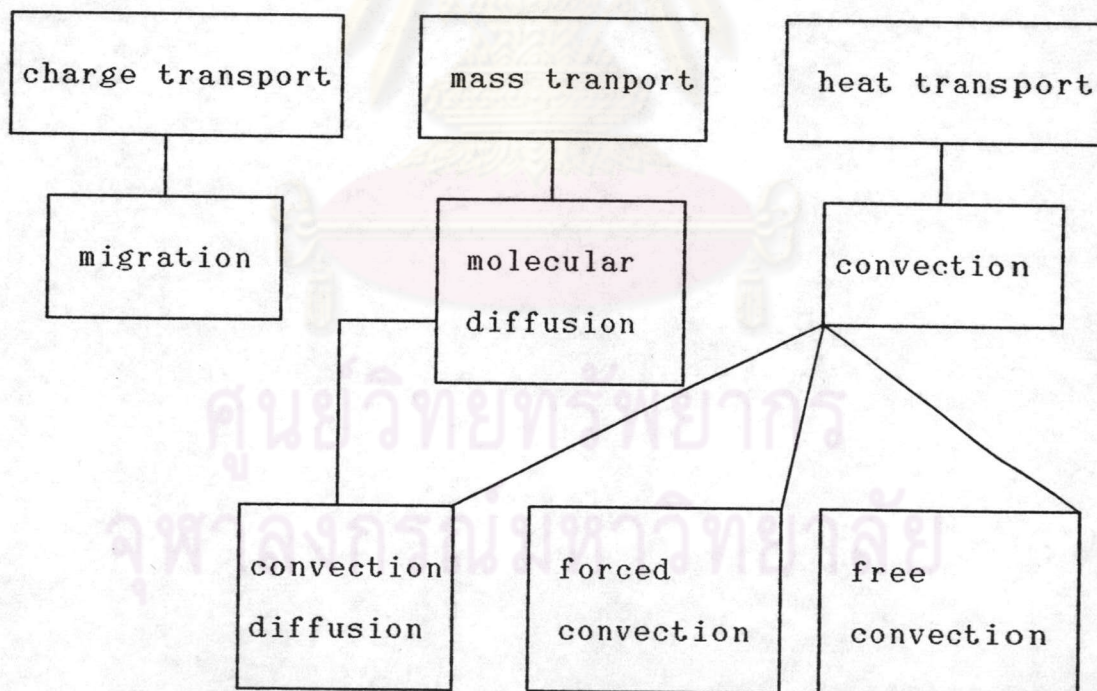 charge transport
mass tranport
heat transport
migration
molecular
diffusion
convection
convection
diffusion
forced
convection
free
convection
ศูนย์วิทยทรัพยากร
จุฬาลงกรณ์มหาวิทยาลัย